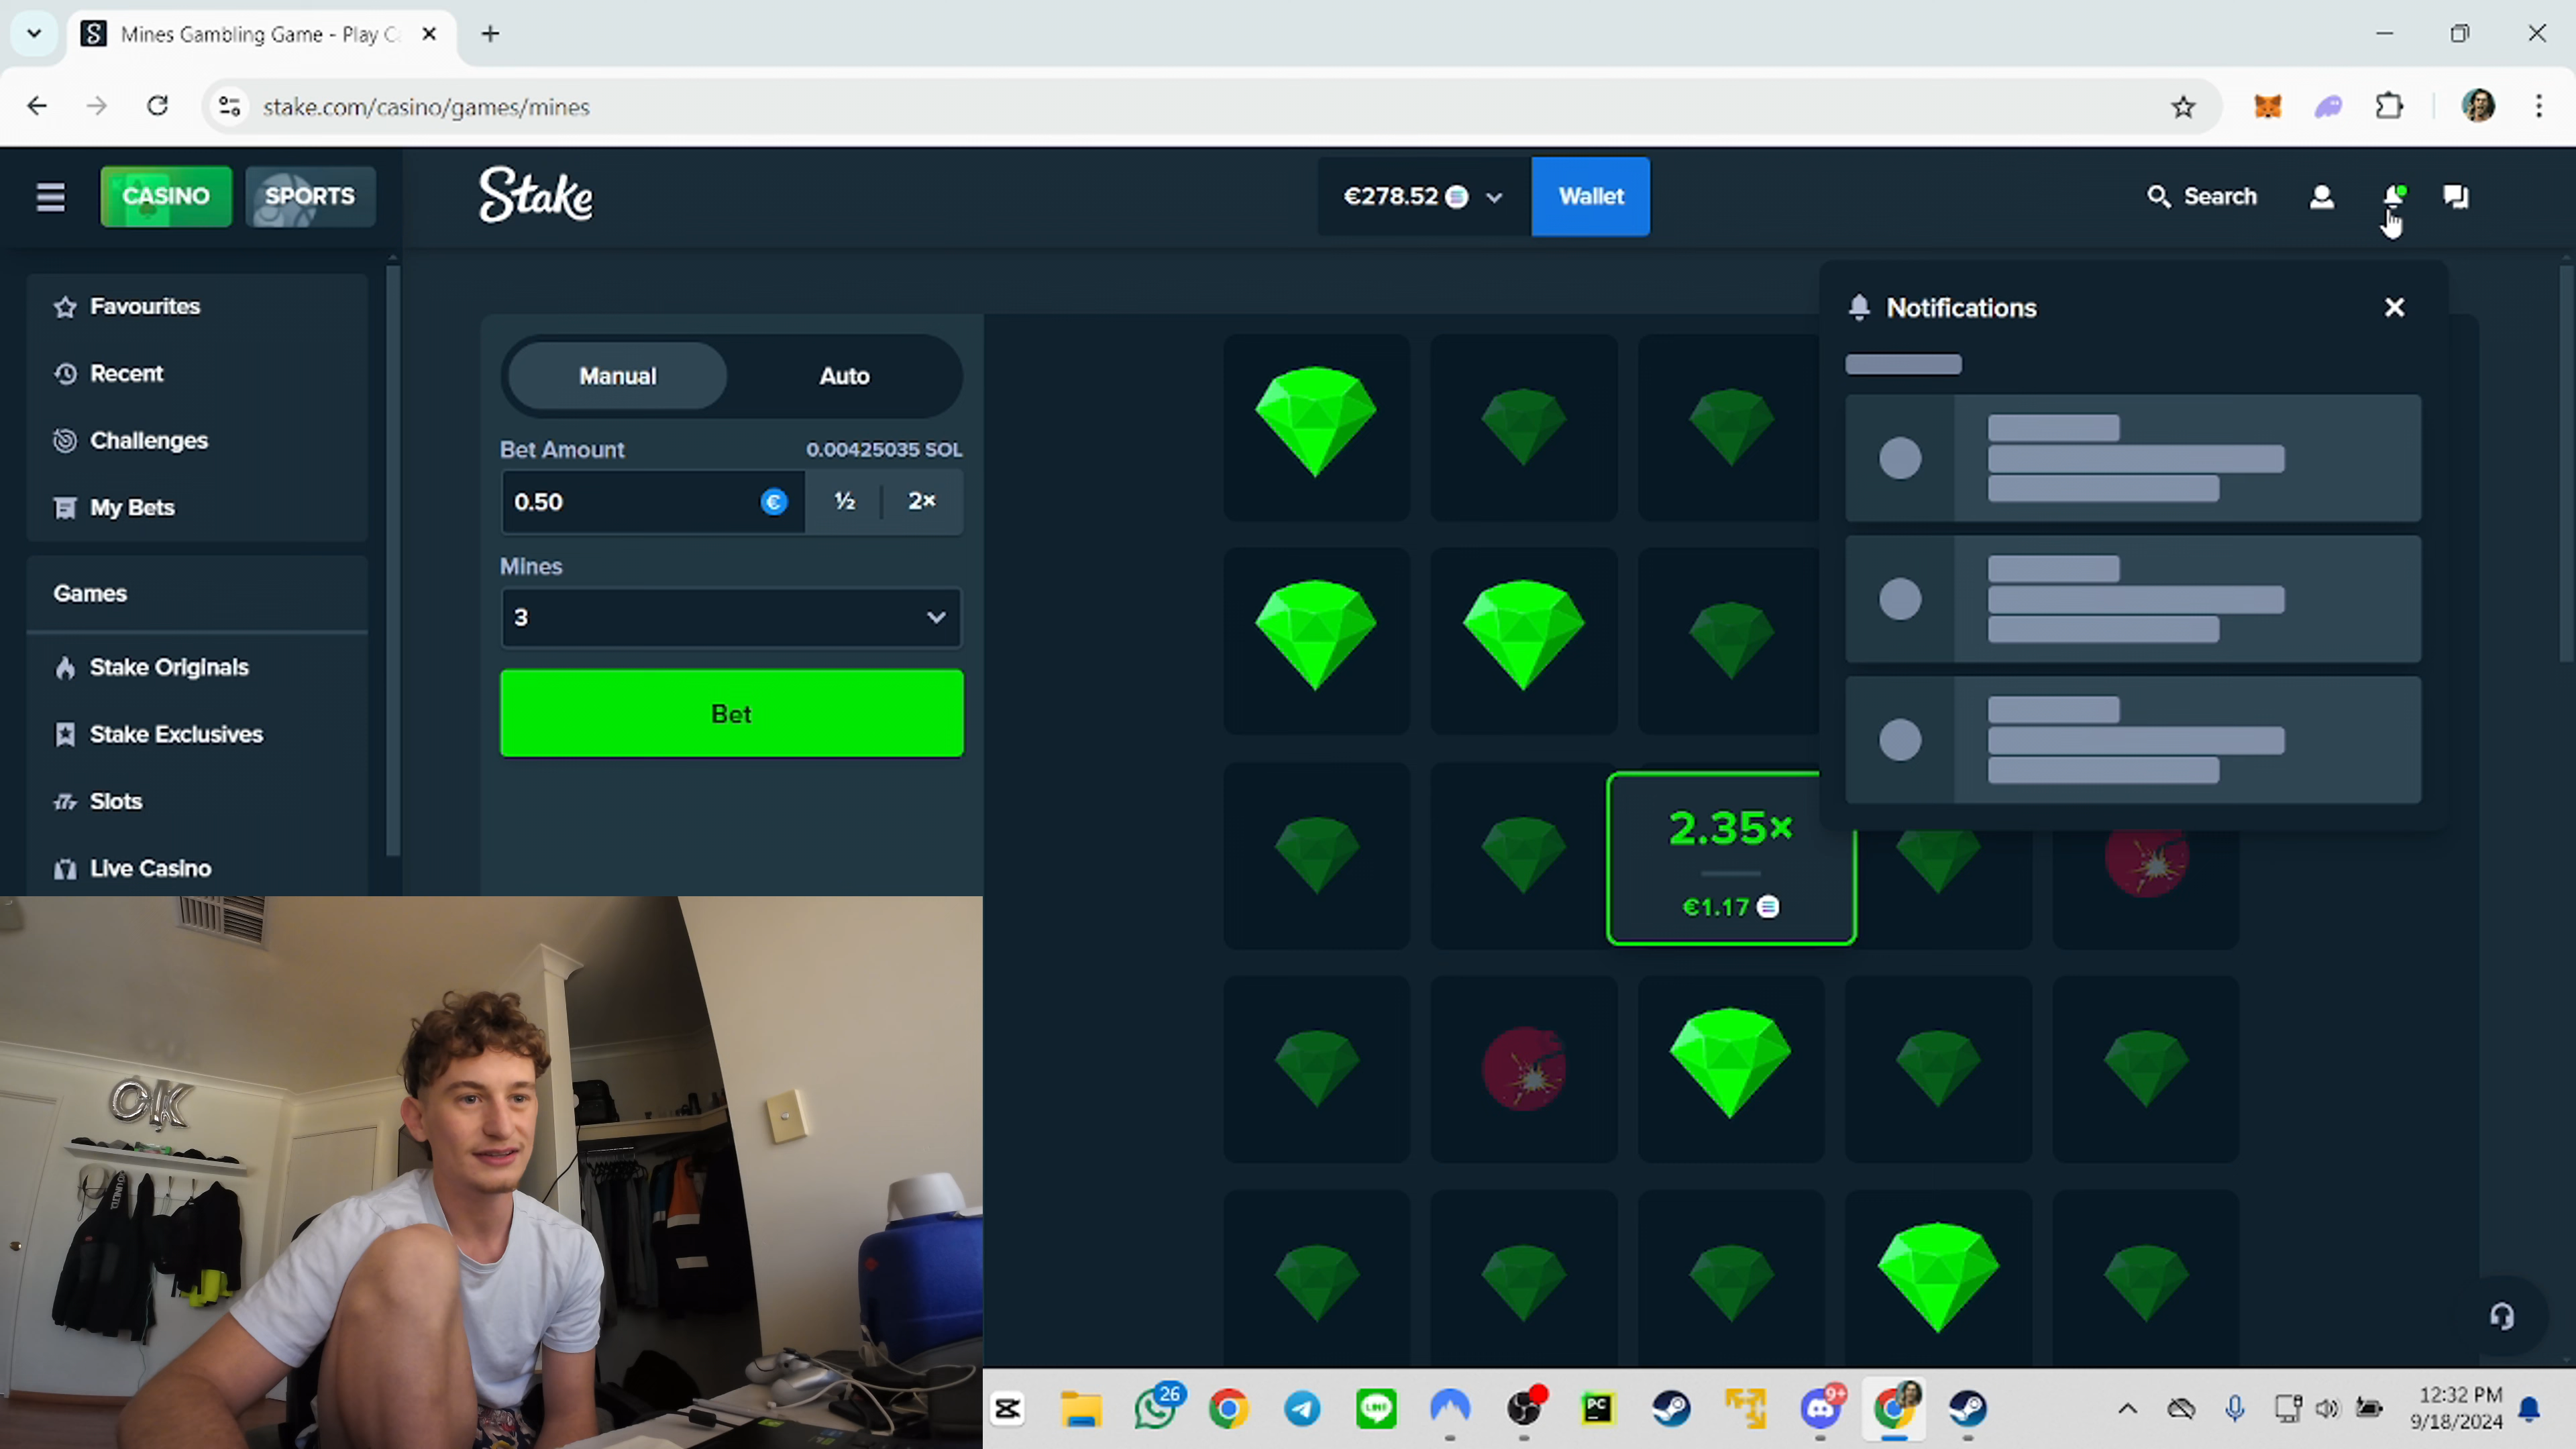 Mines Gambling Game - Play C
stake.com/casino/games/mines
CASINO
SPORTS
Stake
€278.52
Wallet
Search
Favourites
Recent
Challenges
My Bets
Games
Stake Originals
Stake Exclusives
Slots
Live Casino
Manual
Auto
Bet Amount
0.00425035 SOL
0.50
€
½
2×
Mines
3
Bet
Notifications
2.35×
€1.17
OK
26
LINE
PC
9+
12:32 PM
9/18/2024